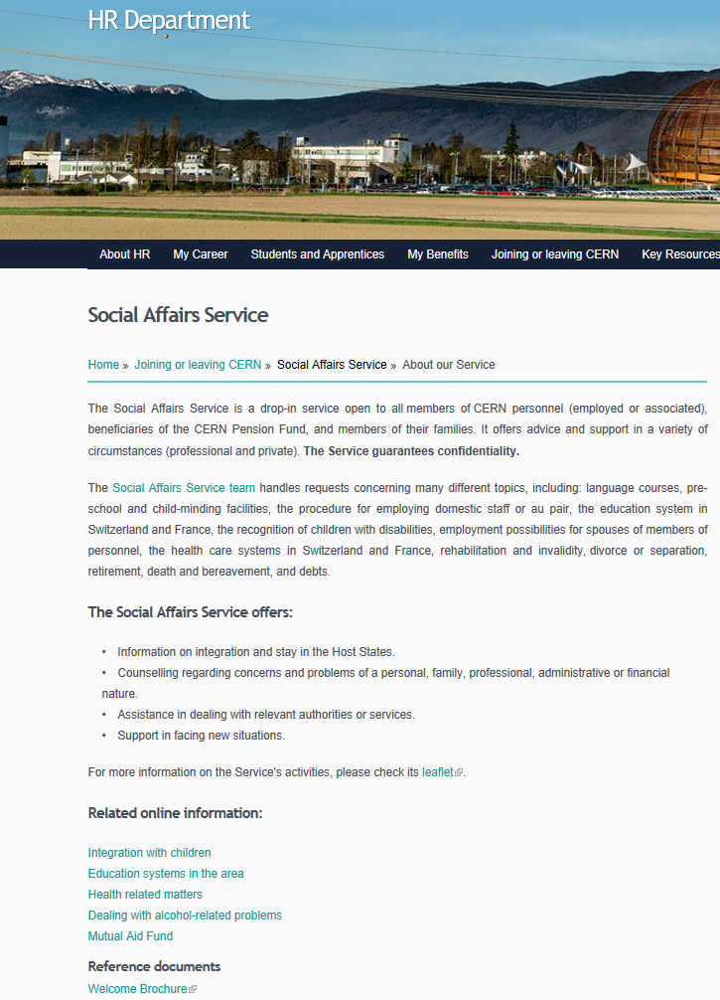 HR Department
About HR   My Career   Students and Apprentices   My Benefits   Joining or leaving CERN   Key Resources
Social Affairs Service
Home » Joining or leaving CERN » Social Affairs Service » About our Service
The Social Affairs Service is a drop-in service open to all members of CERN personnel (employed or associated),
beneficiaries of the CERN Pension Fund, and members of their families. It offers advice and support in a variety of
circumstances (professional and private). The Service guarantees confidentiality.
The Social Affairs Service team handles requests concerning many different topics, including: language courses, pre-
school and child-minding facilities, the procedure for employing domestic staff or au pair, the education system in
Switzerland and France, the recognition of children with disabilities, employment possibilities for spouses of members of
personnel, the health care systems in Switzerland and France, rehabilitation and invalidity, divorce or separation,
retirement, death and bereavement, and debts.
The Social Affairs Service offers:
• Information on integration and stay in the Host States.
• Counselling regarding concerns and problems of a personal, family, professional, administrative or financial
nature.
• Assistance in dealing with relevant authorities or services.
• Support in facing new situations.
For more information on the Service's activities, please check its leaflet.
Related online information:
Integration with children
Education systems in the area
Health related matters
Dealing with alcohol-related problems
Mutual Aid Fund
Reference documents
Welcome Brochure